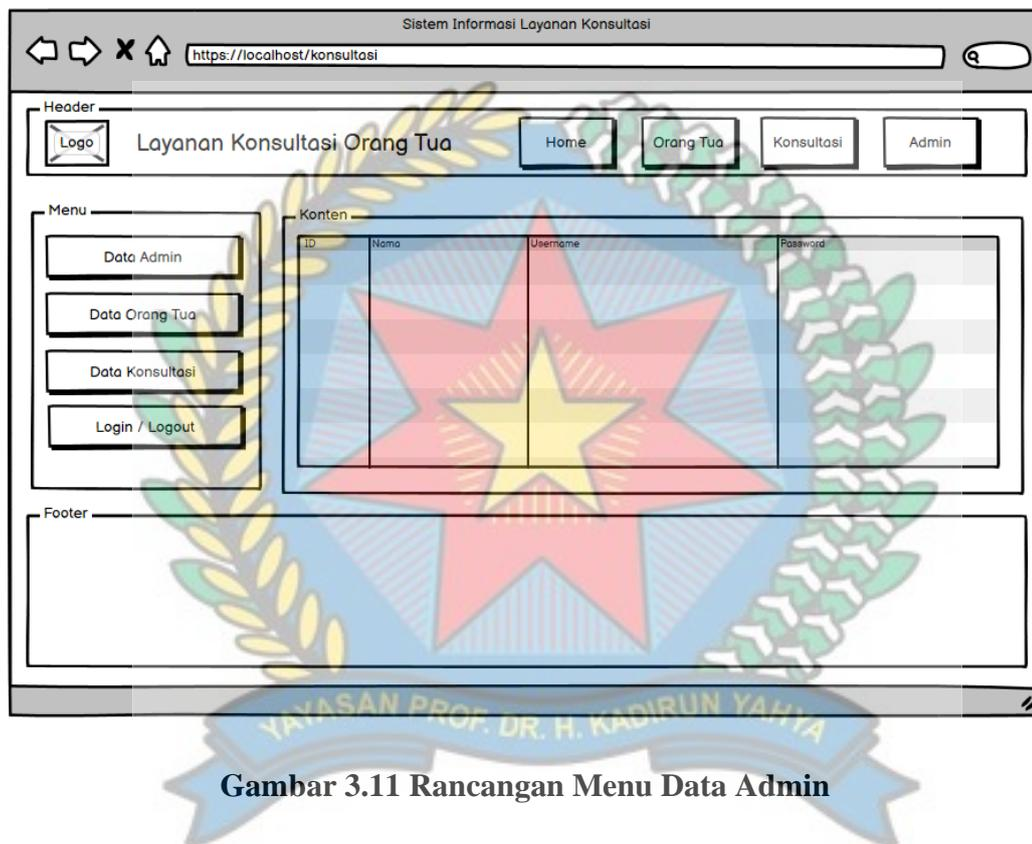 Sistem Informasi Layanan Konsultasi
https://localhost/konsultasi
Header
Logo
Layanan Konsultasi Orang Tua
Home
Orang Tua
Konsultasi
Admin
Menu
Data Admin
Data Orang Tua
Data Konsultasi
Login / Logout
Konten
ID
Nama
Username
Password
Footer
YAYASAN PROF. DR. H. KADIRUN YAHYA
Gambar 3.11 Rancangan Menu Data Admin